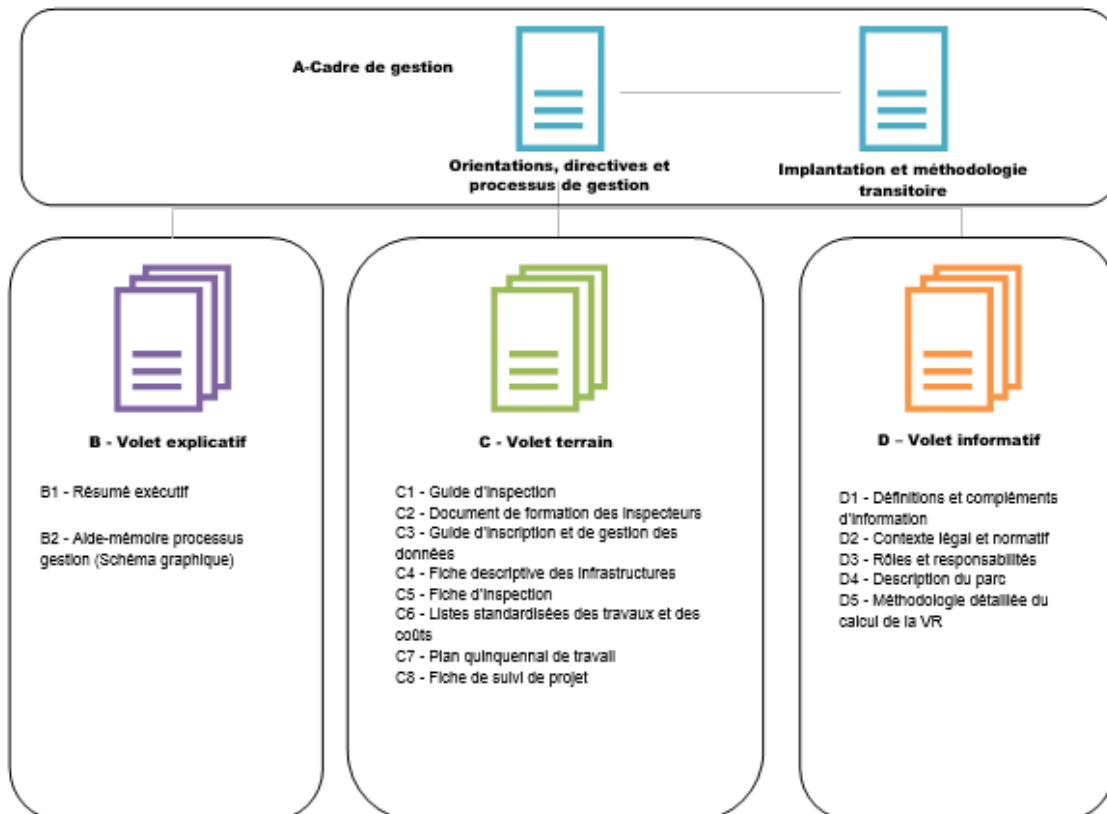 A-Cadre de gestion
Orientations, directives et
processus de gestion
Implantation et méthodologie
transitoire
B - Volet explicatif
B1 - Résumé exécutif
B2 - Aide-mémoire processus
gestion (Schéma graphique)
C - Volet terrain
C1 - Guide d'inspection
C2 - Document de formation des inspecteurs
C3 - Guide d'inscription et de gestion des
données
C4 - Fiche descriptive des infrastructures
C5 - Fiche d'inspection
C6 - Listes standardisées des travaux et des
coûts
C7 - Plan quinquennal de travail
C8 - Fiche de suivi de projet
D – Volet informatif
D1 - Définitions et compléments
d'information
D2 - Contexte légal et normatif
D3 - Rôles et responsabilités
D4 - Description du parc
D5 - Méthodologie détaillée du
calcul de la VR